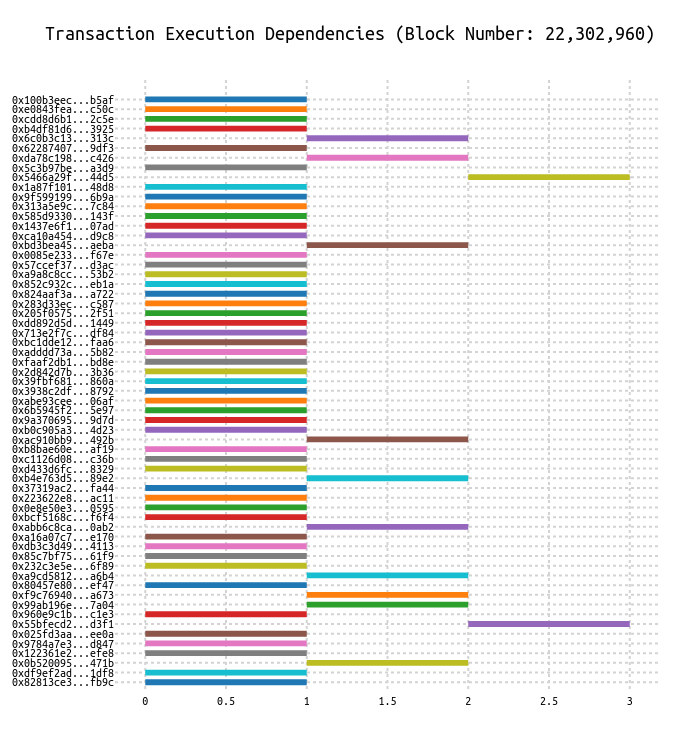 Transaction Execution Dependencies (Block Number: 22,302,960)
0x100b3eec...b5af
0xe0843fea...c50c
0xcdd8d6b1...2c5e
0xb4df81d6...3925
0x6c0b3c13...313c
0x62287407...9df3
0xda78c198...c426
0x5c3b97be...a3d9
0x5466a29f...44d5
0x1a87f101...48d8
0x9f599199...6b9a
0x313a5e9c...7c84
0x585d9330...143f
0x1437e6f1...07ad
0xca10a454...d9c8
0xbd3bea45...aeba
0x0085e233...f67e
0x57ccef37...d3ac
0xa9a8c8cc...53b2
0x852c932c...eb1a
0x824aaf3a...a722
0x283d33ec...c587
0x205f0575...2f51
0xdd892d5d...1449
0x713e2f7c...df84
0xbc1dde12...faa6
0xadddd73a...5b82
0xfaaf2db1...bd8e
0x2d842d7b...3b36
0x39fbf681...860a
0x3938c2df...8792
0xabe93cee...06af
0x6b5945f2...5e97
0x9a370695...9d7d
0xb0c905a3...4d23
0xac910bb9...492b
0xb8bae60e...af19
0xc1126d08...c36b
0xd433d6fc...8329
0xb4e763d5...89e2
0x37319ac2...fa44
0x223622e8...ac11
0x0e8e50e3...0595
0xbcf5168c...f6f4
0xabb6c8ca...0ab2
0xa16a07c7...e170
0xdb3c3d49...4113
0x85c7bf75...61f9
0x232c3e5e...6f89
0xa9cd5812...a6b4
0x80457e80...ef47
0xf9c76940...a673
0x99ab196e...7a04
0x960e9c1b...c1e3
0x55bfecd2...d3f1
0x025fd3aa...ee0a
0x9784a7e3...d847
0x122361e2...efe8
0x0b520095...471b
0xdf9ef2ad...1df8
0x82813ce3...fb9c
0 0.5 1 1.5 2 2.5 3